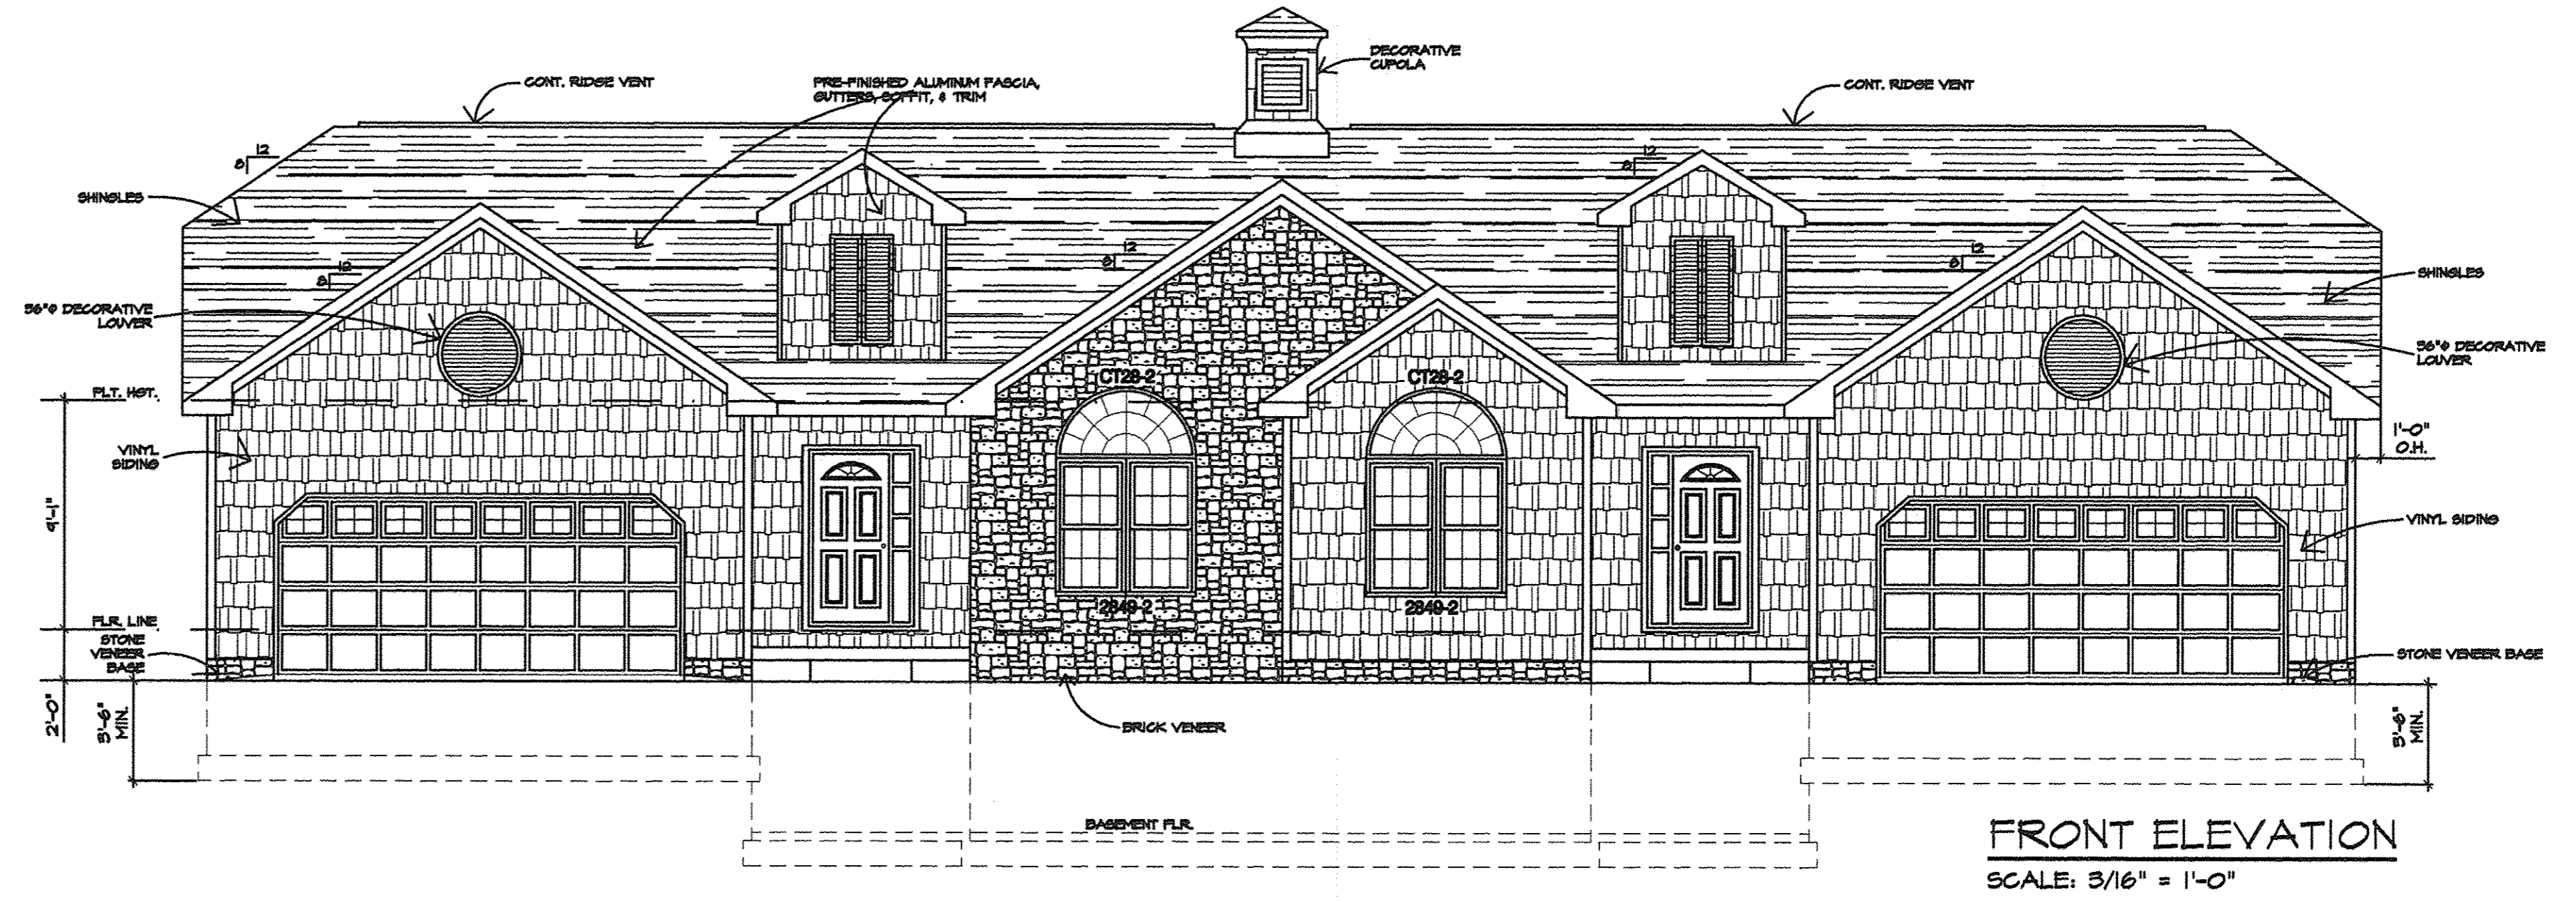 DECORATIVE
CUPOLA
CONT. RIDGE VENT
PRE-FINISHED ALUMINUM FASCIA,
GUTTERS, SOFFIT, & TRIM
CONT. RIDGE VENT
12
8
12
8
SHINGLES
12
8
12
8
12
8
SHINGLES
36"φ DECORATIVE
LOUVER
36"φ DECORATIVE
LOUVER
CT28-2
CT28-2
PLT. HGT.
1'-0"
O.H.
VINYL
SIDING
9'-1"
VINYL SIDING
2849-2
2849-2
FLR. LINE
STONE
VENEER
BASE
STONE VENEER BASE
2'-0"
3'-6"
MIN.
BRICK VENEER
3'-6"
MIN.
BASEMENT FLR.
FRONT ELEVATION
SCALE: 3/16" = 1'-0"